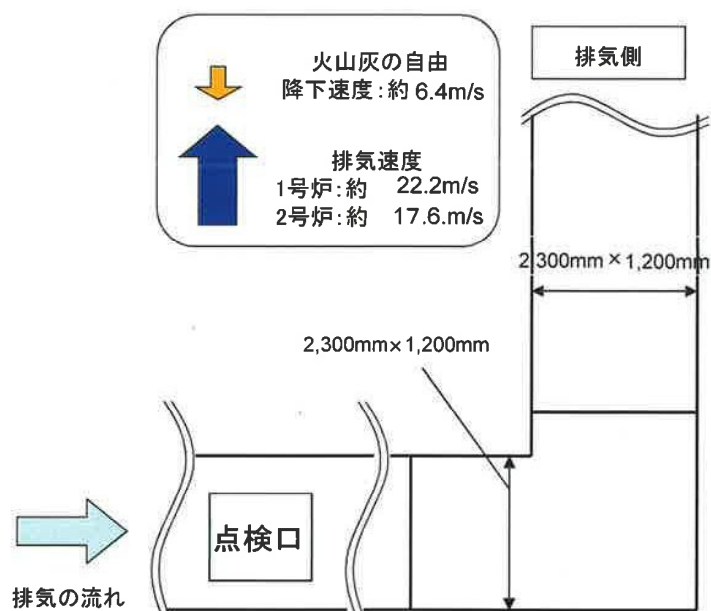 火山灰の自由
降下速度:約 6.4m/s
排気速度
1号炉:約 22.2m/s
2号炉:約 17.6.m/s
排気側
2,300mm×1,200mm
2,300mm×1,200mm
点検口
排気の流れ